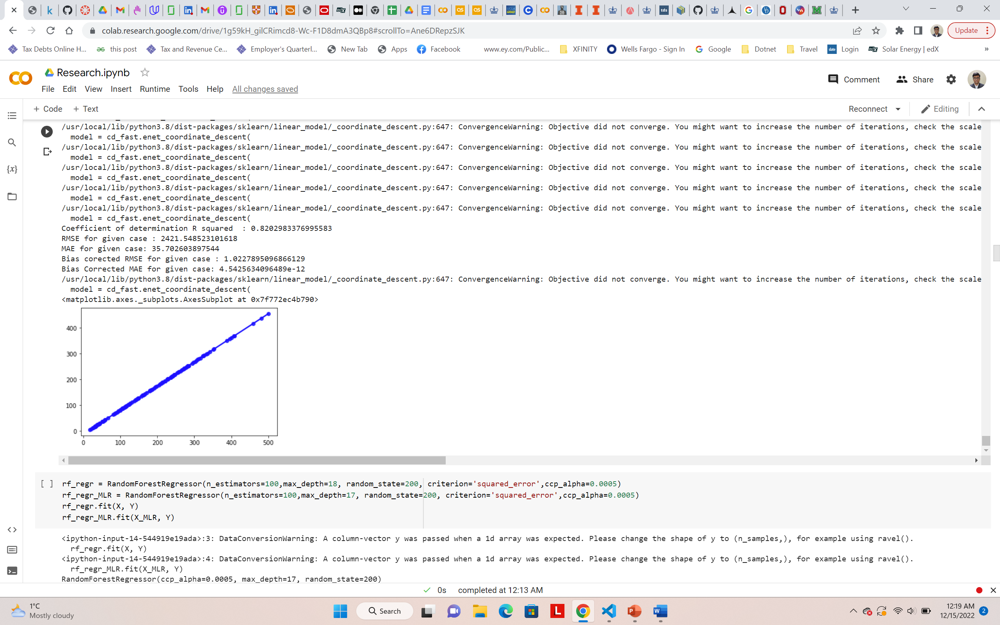 colab.research.google.com/drive/1g59kH_gilCRimcd8-Wc-F1D8dmA3QBp8#scrollTo=Ane6DRepzSJK
Update
Tax Debts Online H...
this post
Tax and Revenue Ce...
Employer's Quarterl...
New Tab
Apps
Facebook
www.ey.com/Public...
XFINITY
Wells Fargo - Sign In
Google
Dotnet
Travel
Login
Solar Energy | edX
»
Research.ipynb
Comment
Share
File Edit View Insert Runtime Tools Help All changes saved
+ Code + Text
Reconnect
Editing
/usr/local/lib/python3.8/dist-packages/sklearn/linear_model/_coordinate_descent.py:647: ConvergenceWarning: Objective did not converge. You might want to increase the number of iterations, check the scale
model = cd_fast.enet_coordinate_descent(
/usr/local/lib/python3.8/dist-packages/sklearn/linear_model/_coordinate_descent.py:647: ConvergenceWarning: Objective did not converge. You might want to increase the number of iterations, check the scale
model = cd_fast.enet_coordinate_descent(
/usr/local/lib/python3.8/dist-packages/sklearn/linear_model/_coordinate_descent.py:647: ConvergenceWarning: Objective did not converge. You might want to increase the number of iterations, check the scale
model = cd_fast.enet_coordinate_descent(
/usr/local/lib/python3.8/dist-packages/sklearn/linear_model/_coordinate_descent.py:647: ConvergenceWarning: Objective did not converge. You might want to increase the number of iterations, check the scale
model = cd_fast.enet_coordinate_descent(
/usr/local/lib/python3.8/dist-packages/sklearn/linear_model/_coordinate_descent.py:647: ConvergenceWarning: Objective did not converge. You might want to increase the number of iterations, check the scale
model = cd_fast.enet_coordinate_descent(
Coefficient of determination R squared  : 0.8202983376995583
RMSE for given case : 2421.548523101618
MAE for given case: 35.702603897544
Bias corected RMSE for given case : 1.0227895096866129
Bias Corrected MAE for given case: 4.5425634096489e-12
/usr/local/lib/python3.8/dist-packages/sklearn/linear_model/_coordinate_descent.py:647: ConvergenceWarning: Objective did not converge. You might want to increase the number of iterations, check the scale
model = cd_fast.enet_coordinate_descent(
<matplotlib.axes._subplots.AxesSubplot at 0x7f772ec4b790>
400
300
200
100
0
0 100 200 300 400 500
[ ] rf_regr = RandomForestRegressor(n_estimators=100,max_depth=18, random_state=200, criterion='squared_error',ccp_alpha=0.0005)
rf_regr_MLR = RandomForestRegressor(n_estimators=100,max_depth=17, random_state=200, criterion='squared_error',ccp_alpha=0.0005)
rf_regr.fit(X, Y)
rf_regr_MLR.fit(X_MLR, Y)
<ipython-input-14-544919e19ada>:3: DataConversionWarning: A column-vector y was passed when a 1d array was expected. Please change the shape of y to (n_samples,), for example using ravel().
rf_regr.fit(X, Y)
<ipython-input-14-544919e19ada>:4: DataConversionWarning: A column-vector y was passed when a 1d array was expected. Please change the shape of y to (n_samples,), for example using ravel().
rf_regr_MLR.fit(X_MLR, Y)
RandomForestRegressor(ccp_alpha=0.0005, max_depth=17, random_state=200)
0s completed at 12:13 AM
1°C
Mostly cloudy
Search
12:19 AM
12/15/2022
2